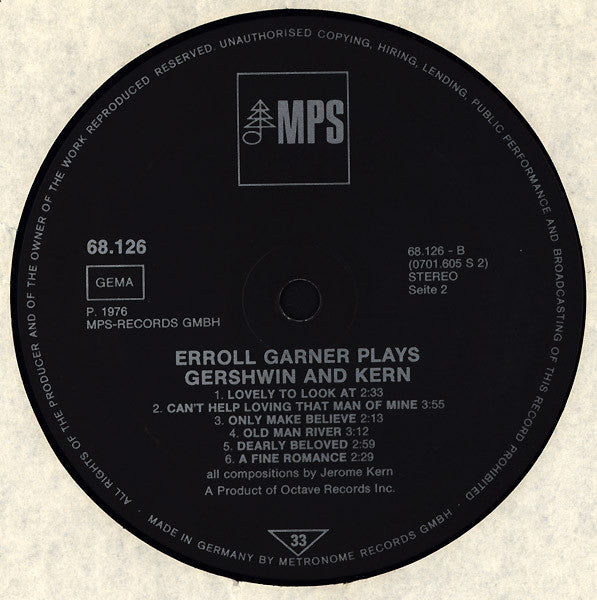 ALL RIGHTS OF THE PRODUCER AND OF THE OWNER OF THE WORK REPRODUCED RESERVED. UNAUTHORISED COPYING, HIRING, LENDING, PUBLIC PERFORMANCE AND BROADCASTING OF THIS RECORD PROHIBITED
MPS
68.126
GEMA
P. 1976
MPS-RECORDS GMBH
68.126 - B
(0701.605 S 2)
STEREO
Seite 2
ERROLL GARNER PLAYS
GERSHWIN AND KERN
1. LOVELY TO LOOK AT 2:33
2. CAN'T HELP LOVING THAT MAN OF MINE 3:55
3. ONLY MAKE BELIEVE 2:13
4. OLD MAN RIVER 3:12
5. DEARLY BELOVED 2:59
6. A FINE ROMANCE 2:29
all compositions by Jerome Kern
A Product of Octave Records Inc.
33
· MADE IN GERMANY BY METRONOME RECORDS GMBH ·